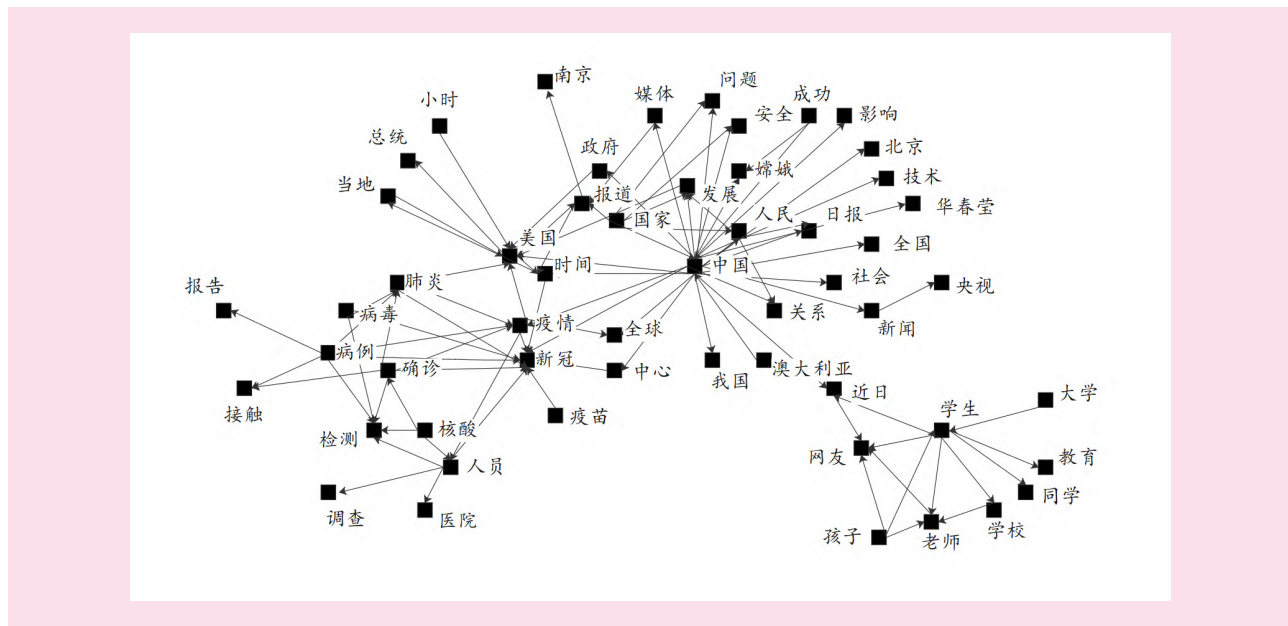 南京
问题
媒体
成功
小时
安全
影响
总统
政府
北京
嫦娥
技术
当地
报道
发展
国家
人民
日报
华春莹
美国
全国
时间
中国
肺炎
社会
报告
央视
病毒
关系
新闻
疫情
全球
病例
新冠
确诊
中心
我国
澳大利亚
近日
大学
接触
疫苗
学生
检测
核酸
网友
人员
教育
同学
调查
医院
孩子
老师
学校